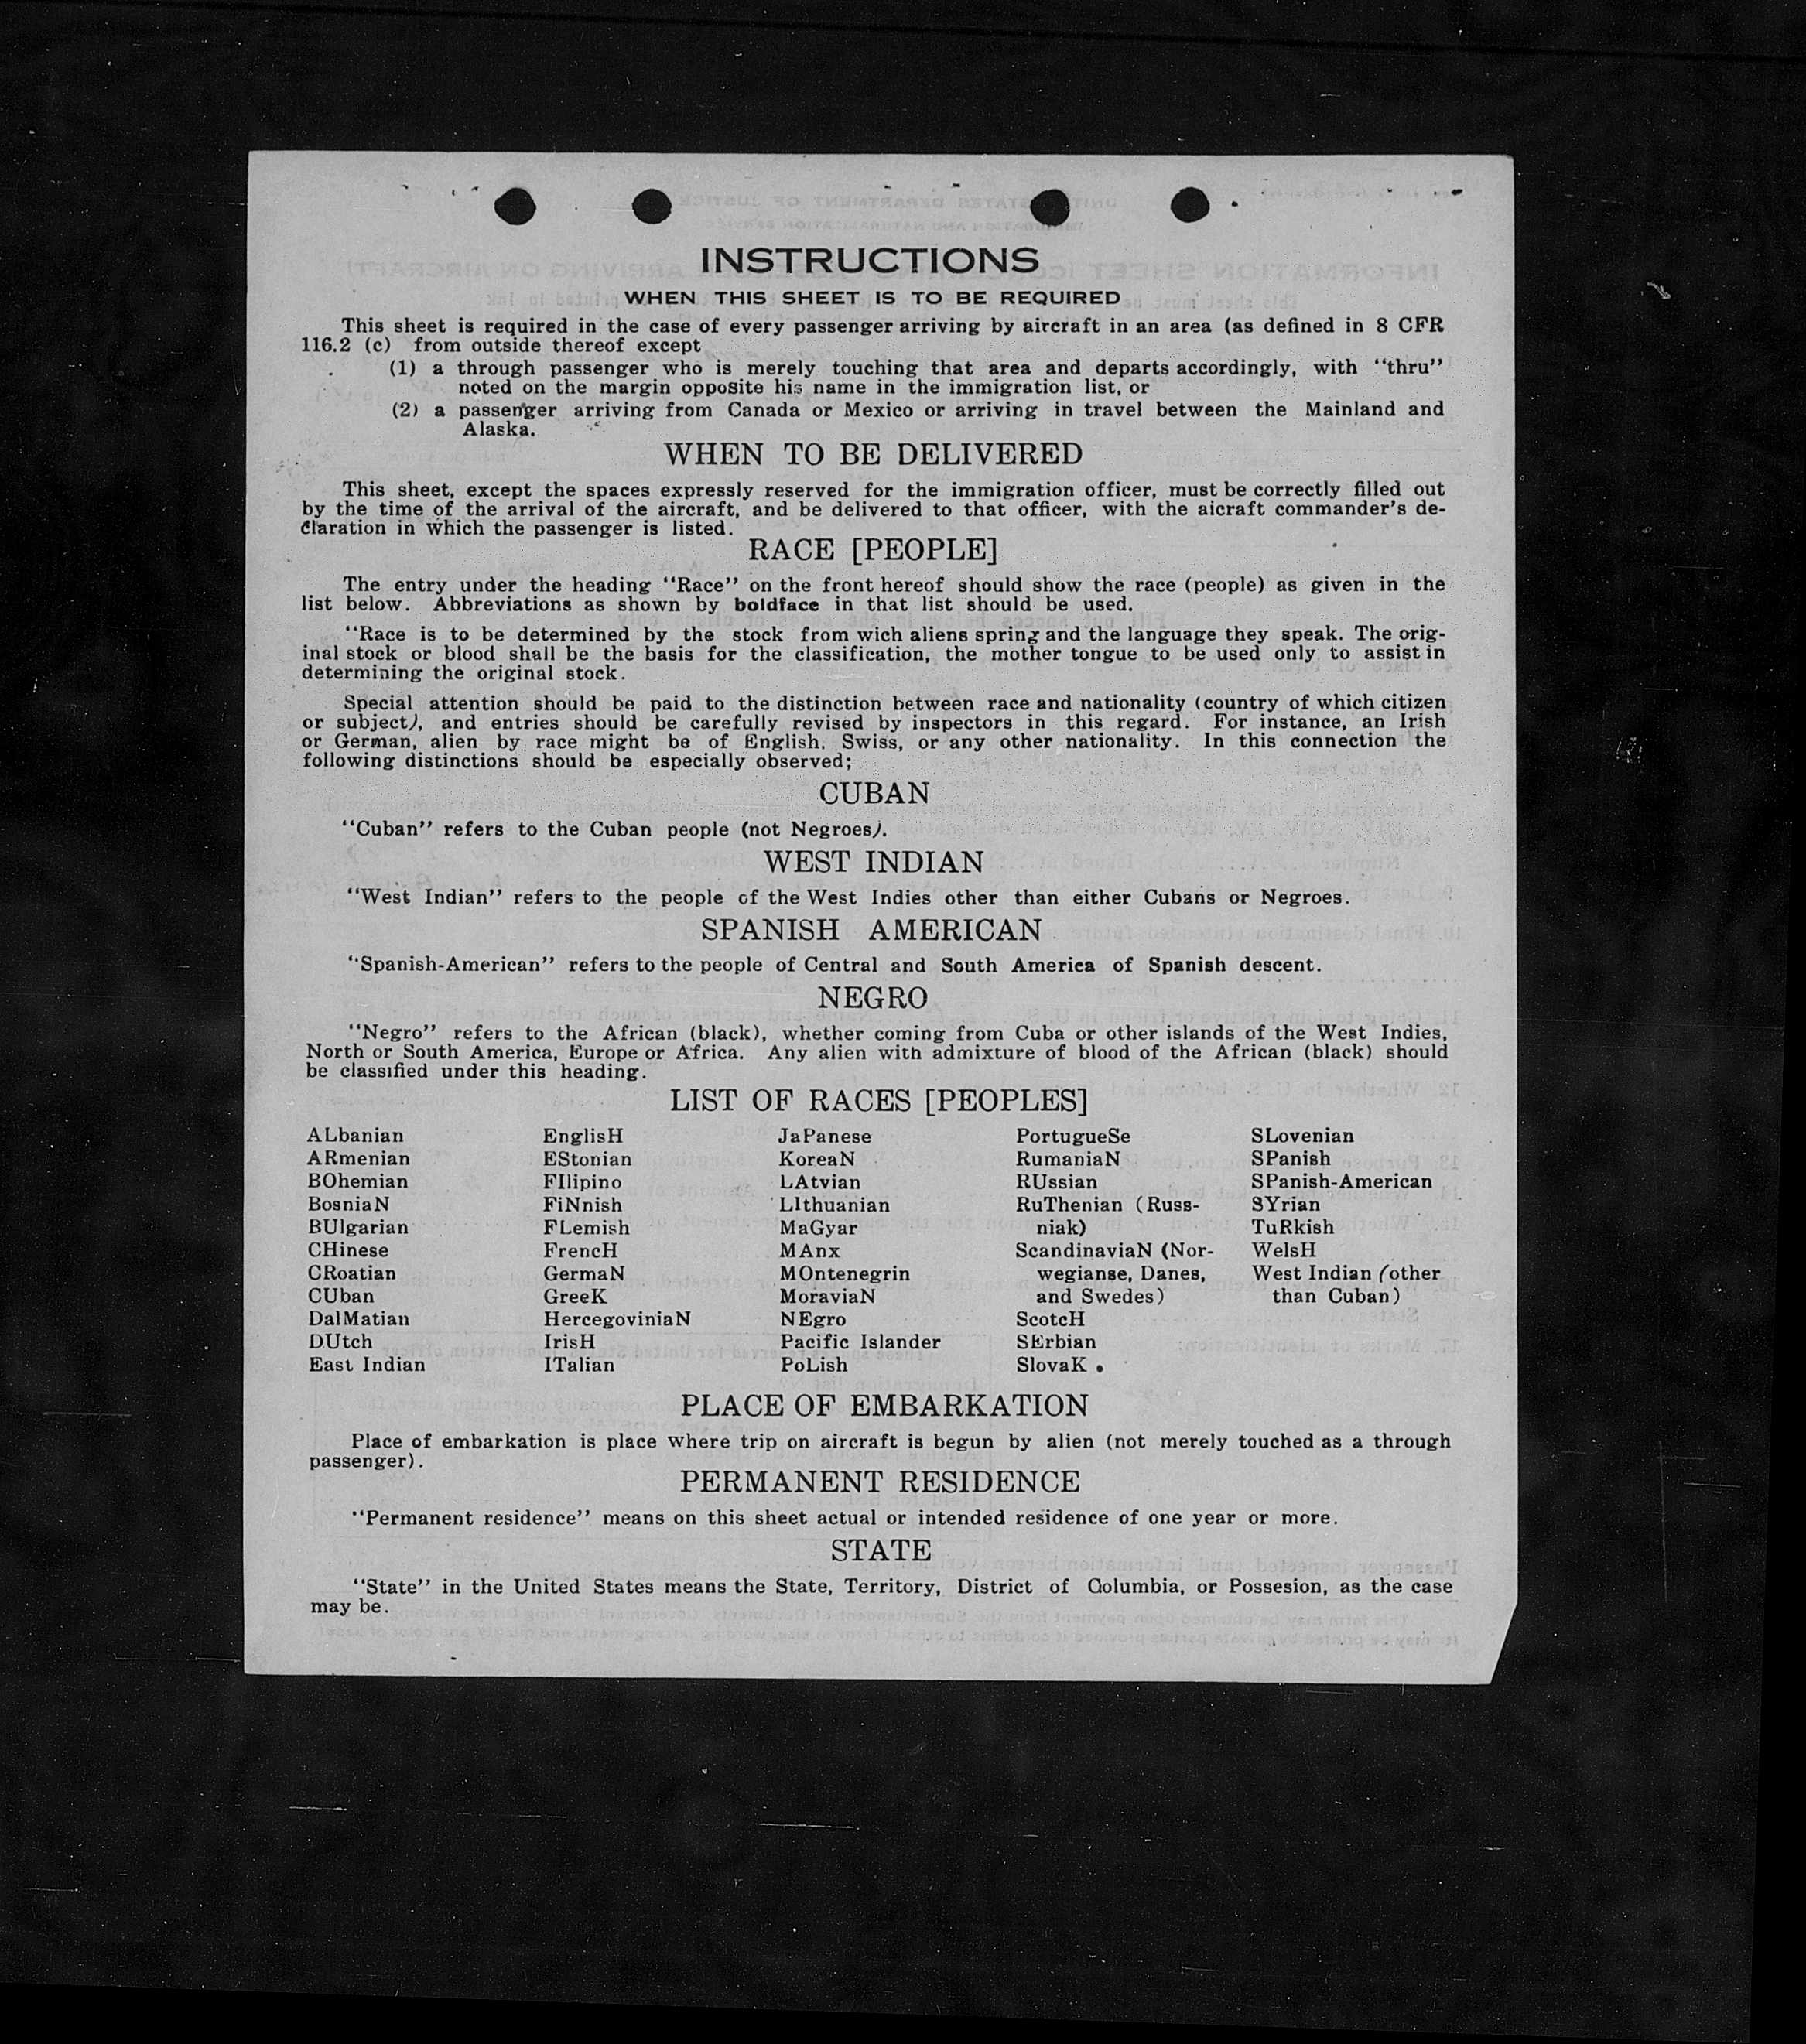 INSTRUCTIONS
WHEN THIS SHEET IS TO BE REQUIRED
This sheet is required in the case of every passenger arriving by aircraft in an area (as defined in 8 CFR
116.2 (c) from outside thereof except
(1) a through passenger who is merely touching that area and departs accordingly, with "thru"
noted on the margin opposite his name in the immigration list, or
(2) a passenger arriving from Canada or Mexico or arriving in travel between the Mainland and
Alaska.
WHEN TO BE DELIVERED
This sheet, except the spaces expressly reserved for the immigration officer, must be correctly filled out
by the time of the arrival of the aircraft, and be delivered to that officer, with the aicraft commander's de-
claration in which the passenger is listed.
RACE [PEOPLE]
The entry under the heading "Race" on the front hereof should show the race (people) as given in the
list below. Abbreviations as shown by boldface in that list should be used.
"Race is to be determined by the stock from wich aliens spring and the language they speak. The orig-
inal stock or blood shall be the basis for the classification, the mother tongue to be used only to assist in
determining the original stock.
Special attention should be paid to the distinction between race and nationality (country of which citizen
or subject), and entries should be carefully revised by inspectors in this regard. For instance, an Irish
or German, alien by race might be of English, Swiss, or any other nationality. In this connection the
following distinctions should be especially observed;
CUBAN
"Cuban" refers to the Cuban people (not Negroes).
WEST INDIAN
"West Indian" refers to the people of the West Indies other than either Cubans or Negroes.
SPANISH AMERICAN
"Spanish-American" refers to the people of Central and South America of Spanish descent.
NEGRO
"Negro" refers to the African (black), whether coming from Cuba or other islands of the West Indies,
North or South America, Europe or Africa. Any alien with admixture of blood of the African (black) should
be classified under this heading.
LIST OF RACES [PEOPLES]
ALbanian
ARmenian
BOhemian
BosniaN
BUlgarian
CHinese
CRoatian
CUban
DalMatian
DUtch
East Indian
EnglisH
EStonian
FIlipino
FiNnish
FLemish
FrencH
GermaN
GreeK
HercegoviniaN
IrisH
ITalian
JaPanese
KoreaN
LAtvian
LIthuanian
MaGyar
MAnx
MOntenegrin
MoraviaN
NEgro
Pacific Islander
PoLish
PortugueSe
RumaniaN
RUssian
RuThenian (Russ-
niak)
ScandinaviaN (Nor-
wegianse, Danes,
and Swedes)
ScotcH
SErbian
SlovaK
SLovenian
SPanish
SPanish-American
SYrian
TuRkish
WelsH
West Indian (other
than Cuban)
PLACE OF EMBARKATION
Place of embarkation is place where trip on aircraft is begun by alien (not merely touched as a through
passenger).
PERMANENT RESIDENCE
"Permanent residence" means on this sheet actual or intended residence of one year or more.
STATE
"State" in the United States means the State, Territory, District of Golumbia, or Possesion, as the case
may be.